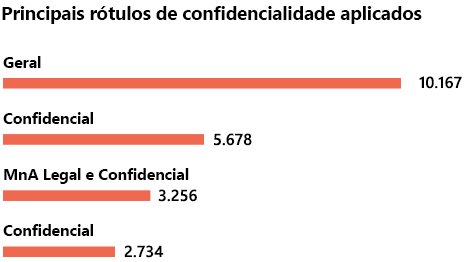 Principais rótulos de confidencialidade aplicados
Geral
10.167
Confidencial
5.678
MnA Legal e Confidencial
3.256
Confidencial
2.734